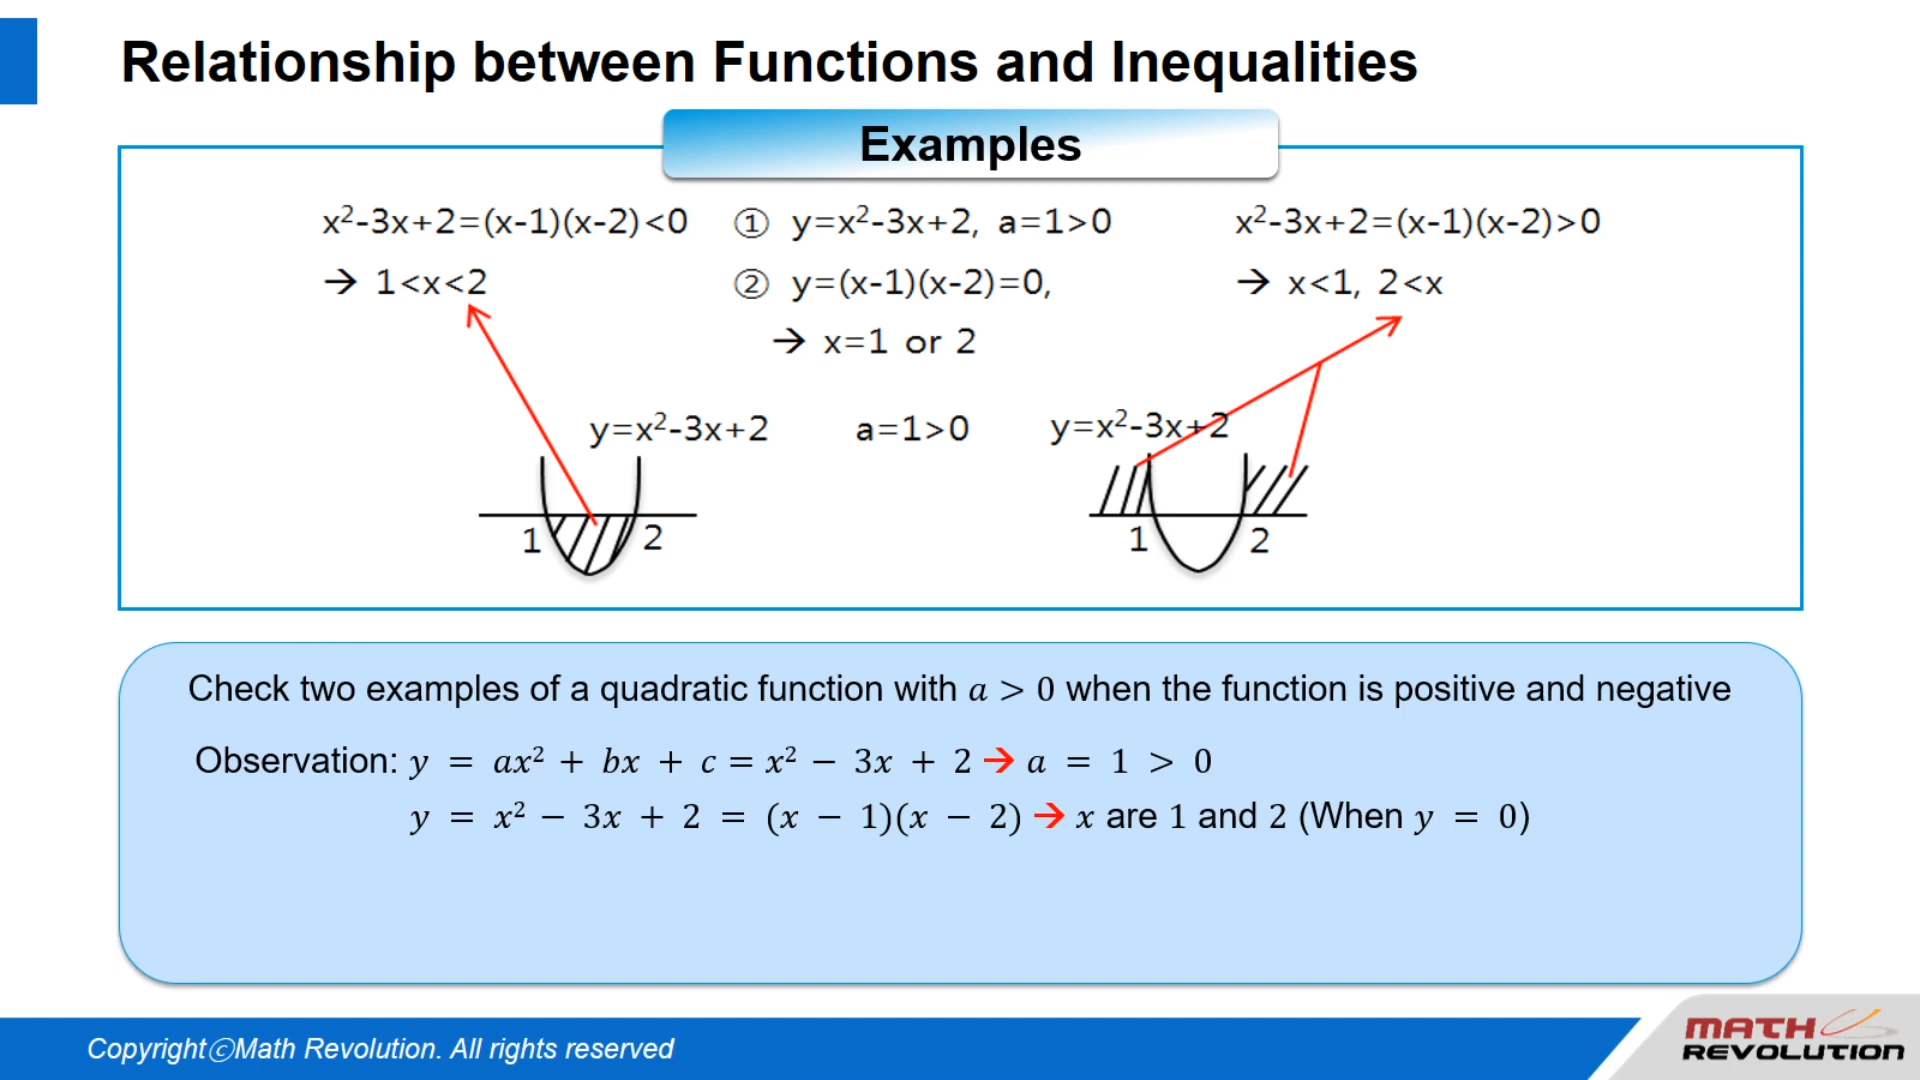 Relationship between Functions and Inequalities
Examples
x²-3x+2=(x-1)(x-2)<0
→ 1<x<2
① y=x²-3x+2, a=1>0
② y=(x-1)(x-2)=0,
→ x=1 or 2
x²-3x+2=(x-1)(x-2)>0
→ x<1, 2<x
y=x²-3x+2
a=1>0
y=x²-3x+2
1 2
1 2
Check two examples of a quadratic function with a > 0 when the function is positive and negative
Observation: y = ax² + bx + c = x² − 3x + 2 → a = 1 > 0
y = x² − 3x + 2 = (x − 1)(x − 2) → x are 1 and 2 (When y = 0)
CopyrightⓒMath Revolution. All rights reserved
MATH
REVOLUTION